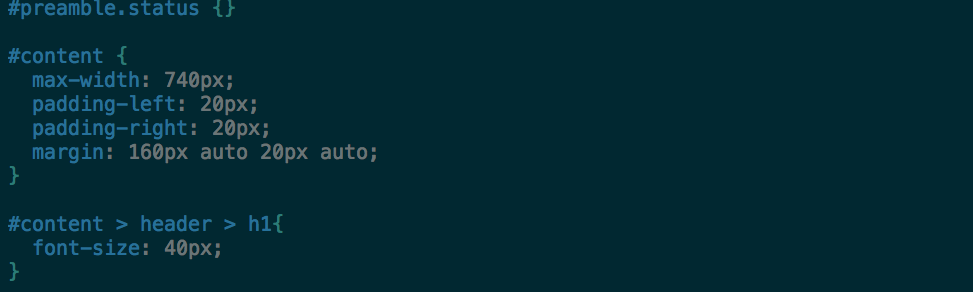 #preamble.status {}
#content {
max-width: 740px;
padding-left: 20px;
padding-right: 20px;
margin: 160px auto 20px auto;
}
#content > header > h1{
font-size: 40px;
}